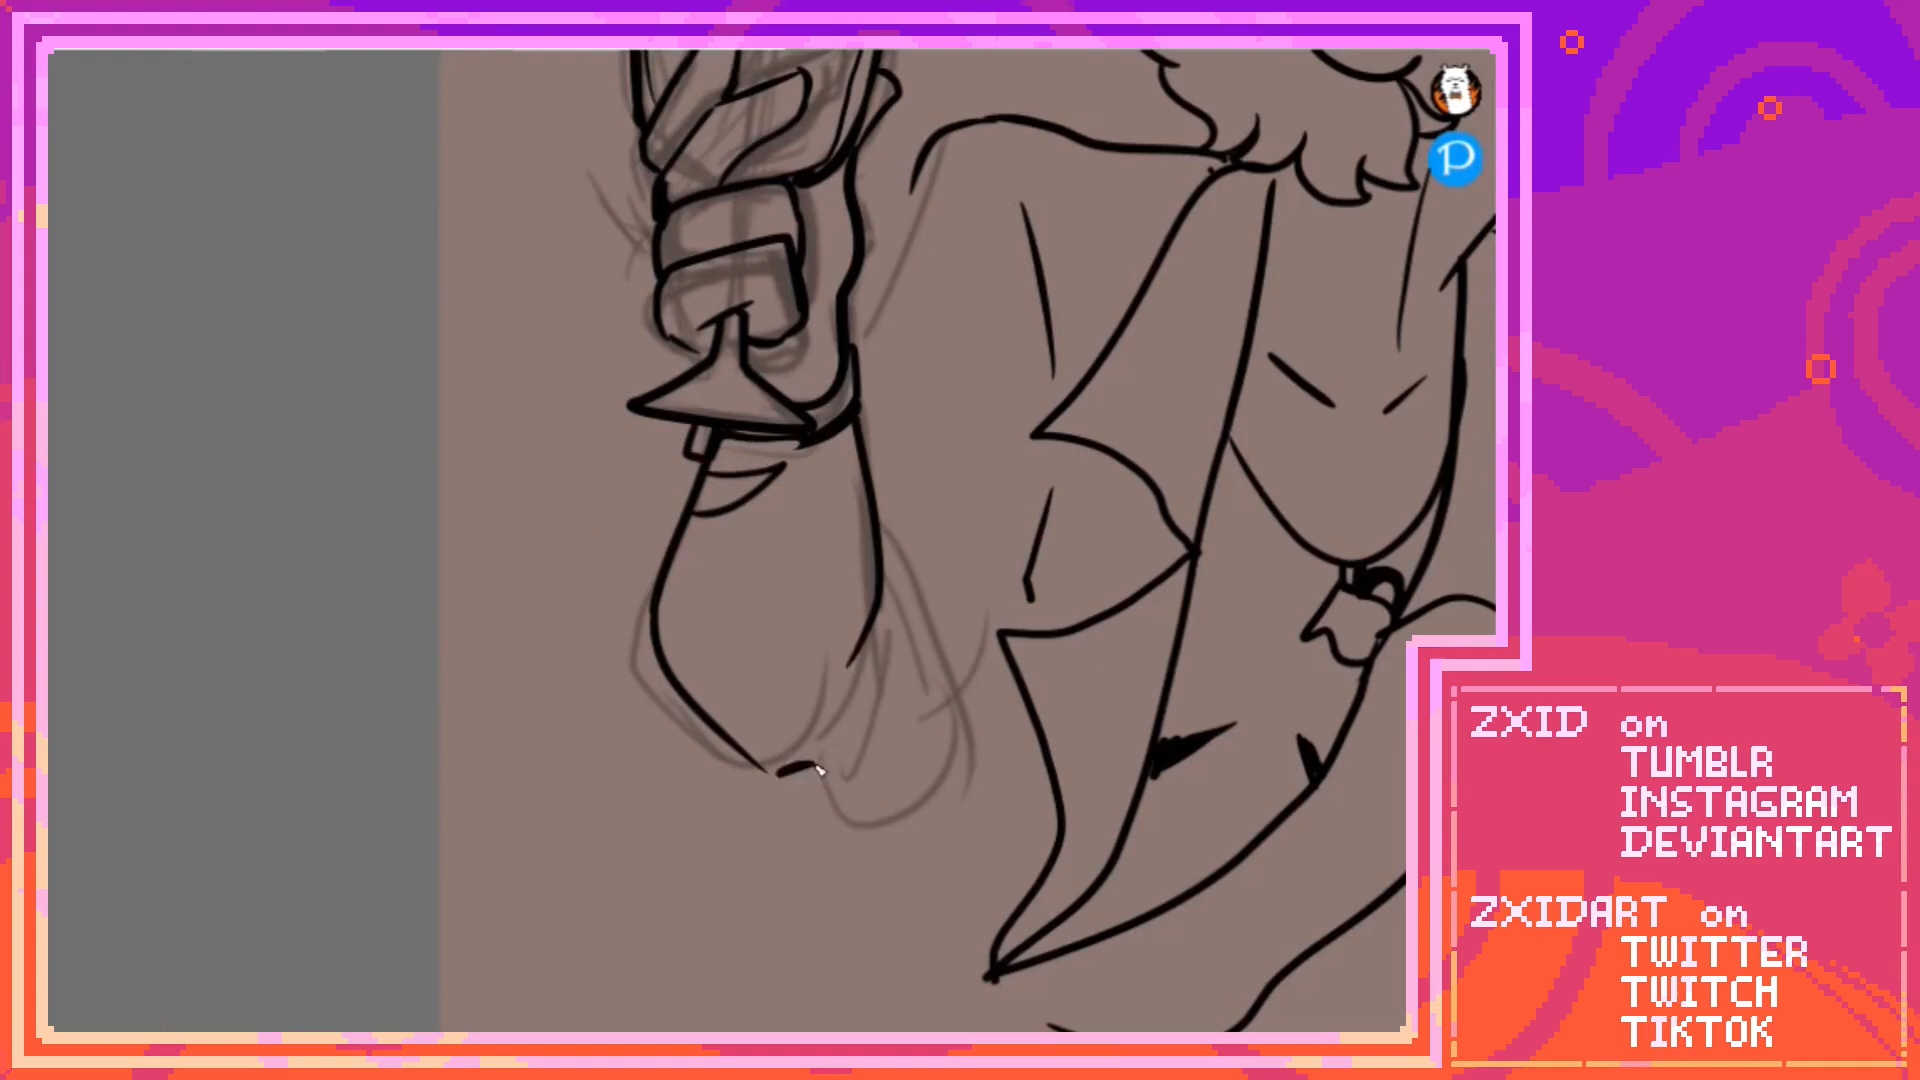 P
ZXID on
TUMBLR
INSTAGRAM
DEVIANTART
ZXIDART on
TWITTER
TWITCH
TIKTOK